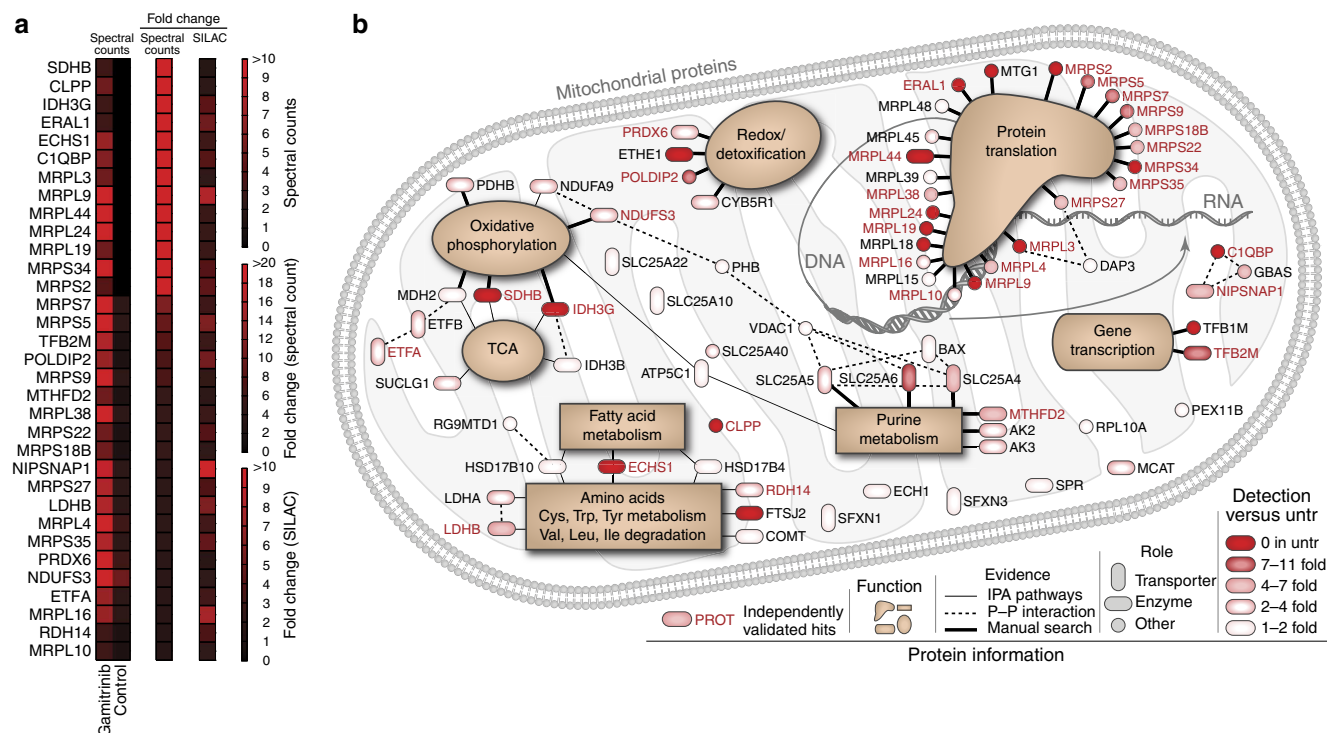 a
Fold change
Spectral counts
Spectral counts
SILAC
SDHB
CLPP
IDH3G
ERAL1
ECHS1
C1QBP
MRPL3
MRPL9
MRPL44
MRPL24
MRPL19
MRPS34
MRPS2
MRPS7
MRPS5
TFB2M
POLDIP2
MRPS9
MTHFD2
MRPL38
MRPS22
MRPS18B
NIPSNAP1
MRPS27
LDHB
MRPL4
MRPS35
PRDX6
NDUFS3
ETFA
MRPL16
RDH14
MRPL10
Gamitrinib
Control
>10
9
8
7
6
5
4
3
2
1
0
Spectral counts
>20
18
16
14
12
10
8
6
4
2
0
Fold change (spectral count)
>10
9
8
7
6
5
4
3
2
1
0
Fold change (SILAC)
b
Mitochondrial proteins
PRDX6
ETHE1
POLDIP2
CYB5R1
Redox/
detoxification
ERAL1
MTG1
MRPS2
MRPS5
MRPS7
MRPS9
MRPS18B
MRPS22
MRPS34
MRPS35
MRPS27
MRPL48
MRPL45
MRPL44
MRPL39
MRPL38
MRPL24
MRPL19
MRPL18
MRPL16
MRPL15
MRPL10
MRPL9
MRPL4
MRPL3
DAP3
Protein
translation
DNA
RNA
C1QBP
GBAS
NIPSNAP1
PDHB
NDUFA9
NDUFS3
Oxidative
phosphorylation
SLC25A22
PHB
SLC25A10
MDH2
SDHB
IDH3G
ETFB
ETFA
TCA
IDH3B
SUCLG1
SLC25A40
ATP5C1
VDAC1
BAX
SLC25A5
SLC25A6
SLC25A4
Gene
transcription
TFB1M
TFB2M
Purine
metabolism
MTHFD2
AK2
AK3
PEX11B
RPL10A
MCAT
SPR
SFXN3
ECH1
SFXN1
RG9MTD1
Fatty acid
metabolism
CLPP
HSD17B10
ECHS1
HSD17B4
LDHA
LDHB
Amino acids
Cys, Trp, Tyr metabolism
Val, Leu, Ile degradation
RDH14
FTSJ2
COMT
Detection
versus untr
0 in untr
7–11 fold
4–7 fold
2–4 fold
1–2 fold
Role
Transporter
Enzyme
Other
Evidence
IPA pathways
P–P interaction
Manual search
Function
PROT
Independently
validated hits
Protein information